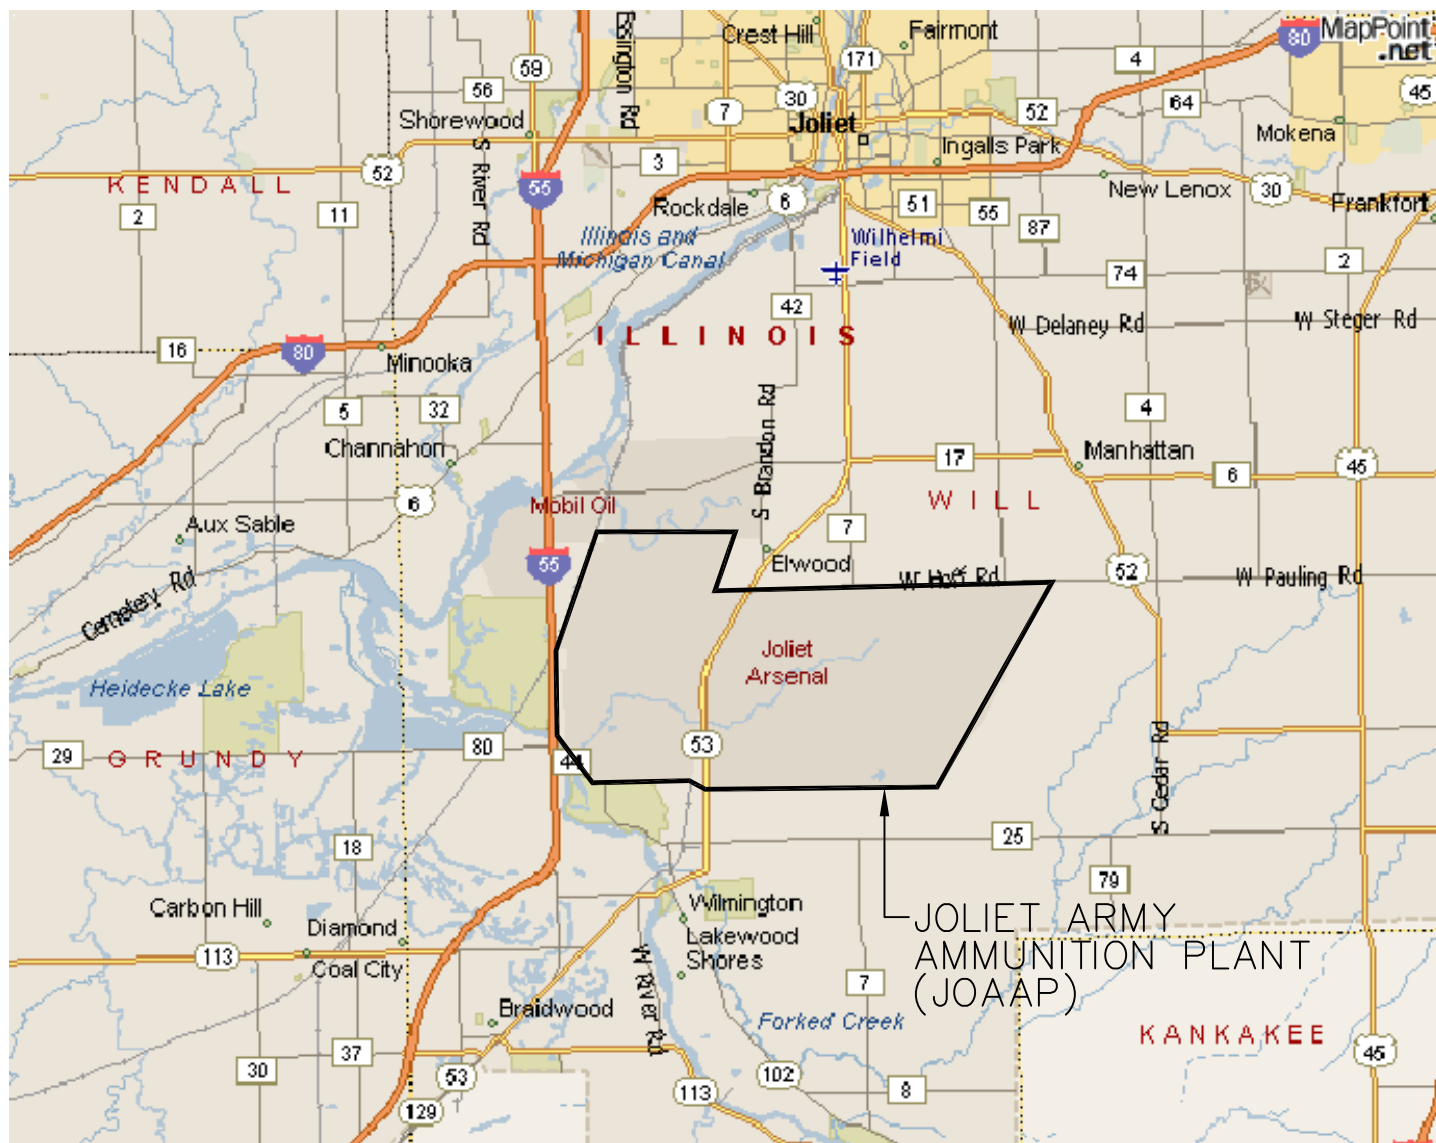 Crest Hill
Fairmont
80
MapPoint
.net
Essington Rd
171
4
59
56
30
7
52
64
45
Shorewood
Joliet
Mokena
S River Rd
Ingalls Park
52
3
KENDALL
55
New Lenox
30
Frankfort
2
11
Rockdale
6
51
55
87
Illinois and
Michigan Canal
Wilhelmi
Field
2
74
42
ILLINOIS
W Delaney Rd
W Steger Rd
16
80
Minooka
5
32
S Brandon Rd
4
Channahon
Manhattan
17
45
6
6
WILL
Mobil Oil
Aux Sable
7
Elwood
55
52
W Hoff Rd
W Pauling Rd
Cemetery Rd
Joliet
Arsenal
Heidecke Lake
53
S Cedar Rd
29
GRUNDY
80
44
25
18
79
Carbon Hill
Wilmington
Diamond
Lakewood
Shores
JOLIET ARMY
AMMUNITION PLANT
(JOAAP)
113
Coal City
W River Rd
7
Braidwood
Forked Creek
KANKAKEE
37
45
30
53
102
113
8
129